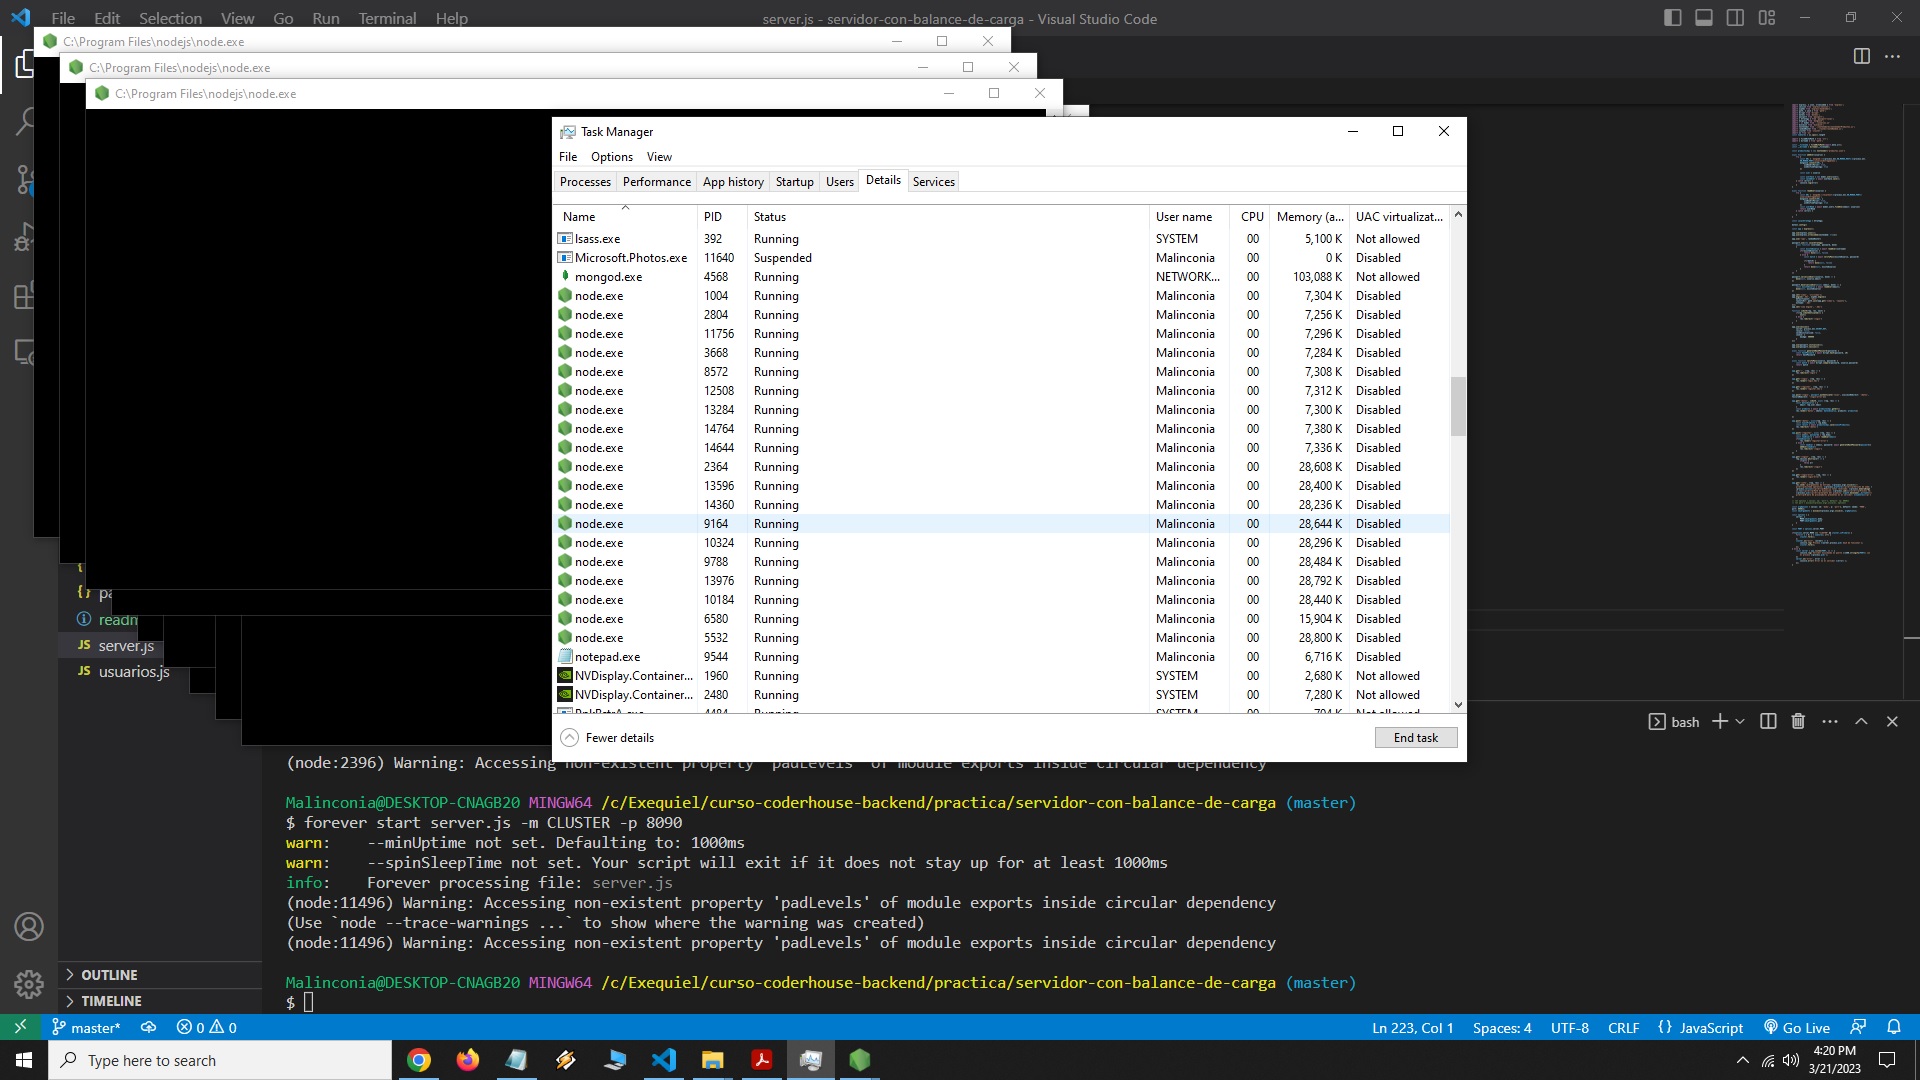 File Edit Selection View Go Run Terminal Help
server.js - servidor-con-balance-de-carga - Visual Studio Code
C:\Program Files\nodejs\node.exe
C:\Program Files\nodejs\node.exe
C:\Program Files\nodejs\node.exe
Task Manager
File Options View
Processes Performance App history Startup Users Details Services
Name PID Status User name CPU Memory (a... UAC virtualizat...
lsass.exe 392 Running SYSTEM 00 5,100 K Not allowed
Microsoft.Photos.exe 11640 Suspended Malinconia 00 0 K Disabled
mongod.exe 4568 Running NETWORK... 00 103,088 K Not allowed
node.exe 1004 Running Malinconia 00 7,304 K Disabled
node.exe 2804 Running Malinconia 00 7,256 K Disabled
node.exe 11756 Running Malinconia 00 7,296 K Disabled
node.exe 3668 Running Malinconia 00 7,284 K Disabled
node.exe 8572 Running Malinconia 00 7,308 K Disabled
node.exe 12508 Running Malinconia 00 7,312 K Disabled
node.exe 13284 Running Malinconia 00 7,300 K Disabled
node.exe 14764 Running Malinconia 00 7,380 K Disabled
node.exe 14644 Running Malinconia 00 7,336 K Disabled
node.exe 2364 Running Malinconia 00 28,608 K Disabled
node.exe 13596 Running Malinconia 00 28,400 K Disabled
node.exe 14360 Running Malinconia 00 28,236 K Disabled
node.exe 9164 Running Malinconia 00 28,644 K Disabled
node.exe 10324 Running Malinconia 00 28,296 K Disabled
node.exe 9788 Running Malinconia 00 28,484 K Disabled
node.exe 13976 Running Malinconia 00 28,792 K Disabled
node.exe 10184 Running Malinconia 00 28,440 K Disabled
node.exe 6580 Running Malinconia 00 15,904 K Disabled
node.exe 5532 Running Malinconia 00 28,800 K Disabled
notepad.exe 9544 Running Malinconia 00 6,716 K Disabled
NVDisplay.Container... 1960 Running SYSTEM 00 2,680 K Not allowed
NVDisplay.Container... 2480 Running SYSTEM 00 7,280 K Not allowed
Fewer details End task
{} pa
readm
JS server.js
JS usuarios.js
OUTLINE
TIMELINE
bash
(node:2396) Warning: Accessing non-existent property 'padLevels' of module exports inside circular dependency
Malinconia@DESKTOP-CNAGB20 MINGW64 /c/Exequiel/curso-coderhouse-backend/practica/servidor-con-balance-de-carga (master)
$ forever start server.js -m CLUSTER -p 8090
warn: --minUptime not set. Defaulting to: 1000ms
warn: --spinSleepTime not set. Your script will exit if it does not stay up for at least 1000ms
info: Forever processing file: server.js
(node:11496) Warning: Accessing non-existent property 'padLevels' of module exports inside circular dependency
(Use `node --trace-warnings ...` to show where the warning was created)
(node:11496) Warning: Accessing non-existent property 'padLevels' of module exports inside circular dependency
Malinconia@DESKTOP-CNAGB20 MINGW64 /c/Exequiel/curso-coderhouse-backend/practica/servidor-con-balance-de-carga (master)
$
master* 0 0 Ln 223, Col 1 Spaces: 4 UTF-8 CRLF {} JavaScript Go Live
Type here to search
4:20 PM
3/21/2023